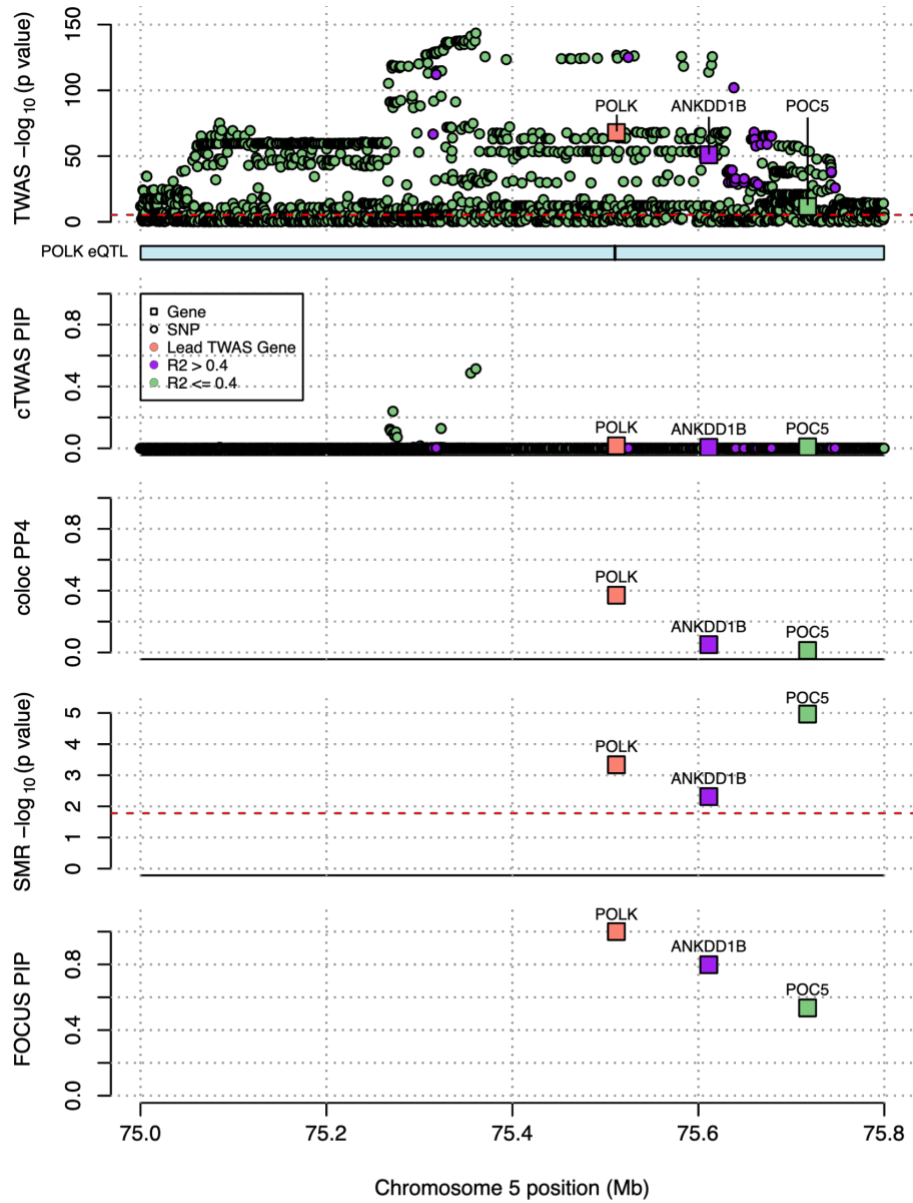 TWAS −log10 (p value)
150
100
50
0
POLK
ANKDD1B
POC5
POLK eQTL
cTWAS PIP
0.8
0.4
0.0
Gene
SNP
Lead TWAS Gene
R2 > 0.4
R2 <= 0.4
POLK
ANKDD1B
POC5
coloc PP4
0.8
0.4
0.0
POLK
ANKDD1B
POC5
SMR −log10 (p value)
5
4
3
2
1
0
POLK
ANKDD1B
POC5
FOCUS PIP
0.8
0.4
0.0
POLK
ANKDD1B
POC5
75.0 75.2 75.4 75.6 75.8
Chromosome 5 position (Mb)